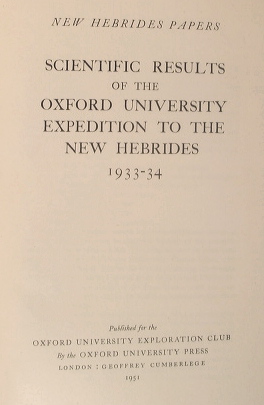 NEW HEBRIDES PAPERS
SCIENTIFIC RESULTS
OF THE
OXFORD UNIVERSITY
EXPEDITION TO THE
NEW HEBRIDES
1933-34
Published for the
OXFORD UNIVERSITY EXPLORATION CLUB
By the OXFORD UNIVERSITY PRESS
LONDON : GEOFFREY CUMBERLEGE
1951